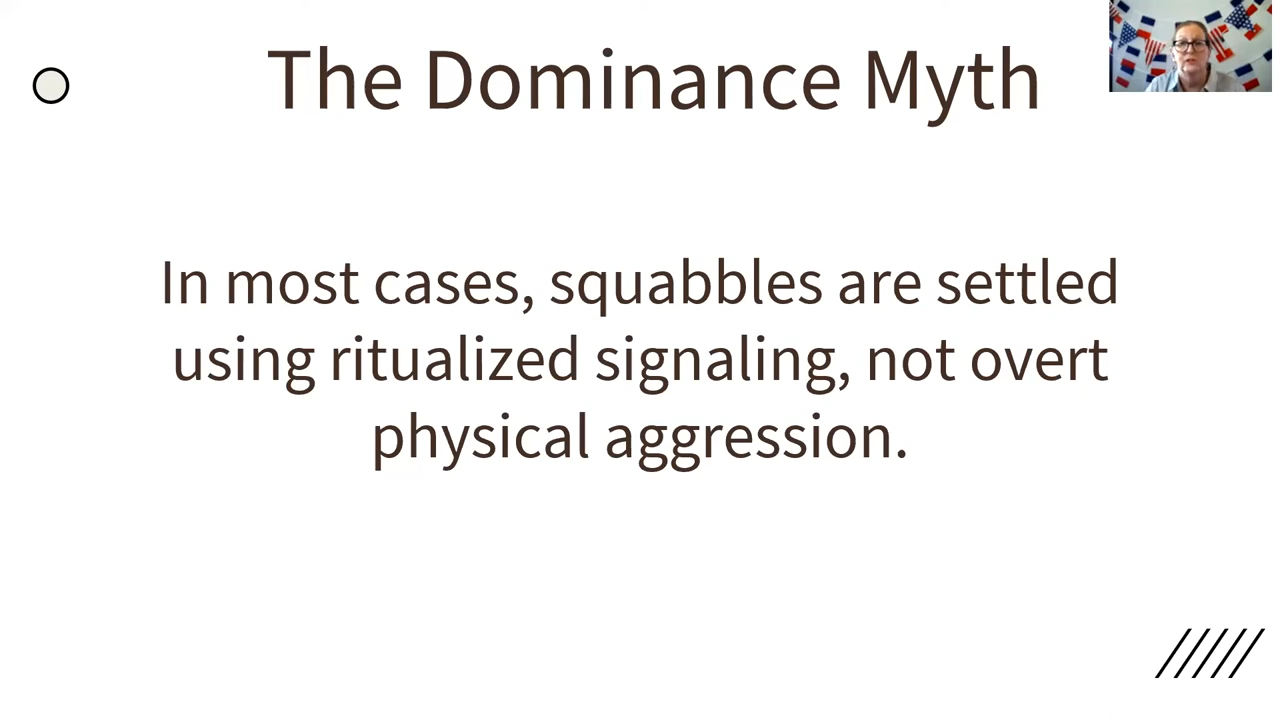 The Dominance Myth
In most cases, squabbles are settled
using ritualized signaling, not overt
physical aggression.